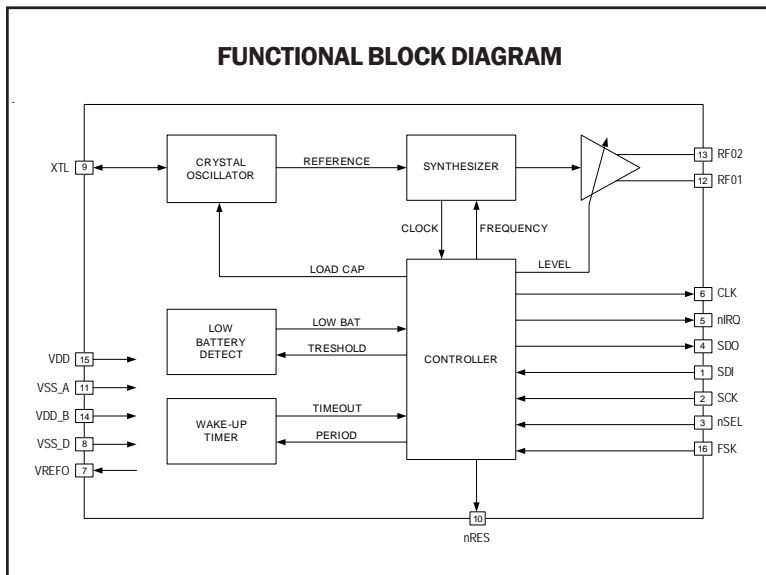 FUNCTIONAL BLOCK DIAGRAM
XTL
9
CRYSTAL
OSCILLATOR
REFERENCE
SYNTHESIZER
13
RF02
12
RF01
CLOCK
FREQUENCY
LOAD CAP
LEVEL
CONTROLLER
6
CLK
5
nIRQ
4
SDO
1
SDI
2
SCK
3
nSEL
16
FSK
LOW
BATTERY
DETECT
LOW BAT
TRESHOLD
WAKE-UP
TIMER
TIMEOUT
PERIOD
VDD
15
VSS_A
11
VDD_B
14
VSS_D
8
VREFO
7
10
nRES